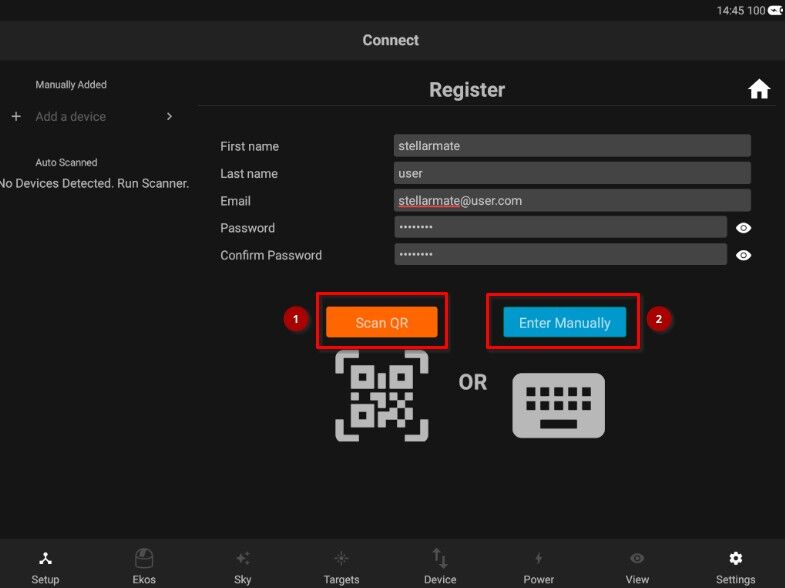 14:45 100
Connect
Manually Added
+ Add a device >
Auto Scanned
No Devices Detected. Run Scanner.
Register
First name stellarmate
Last name user
Email stellarmate@user.com
Password ••••••••
Confirm Password ••••••••
1 Scan QR Enter Manually 2
OR
Setup Ekos Sky Targets Device Power View Settings